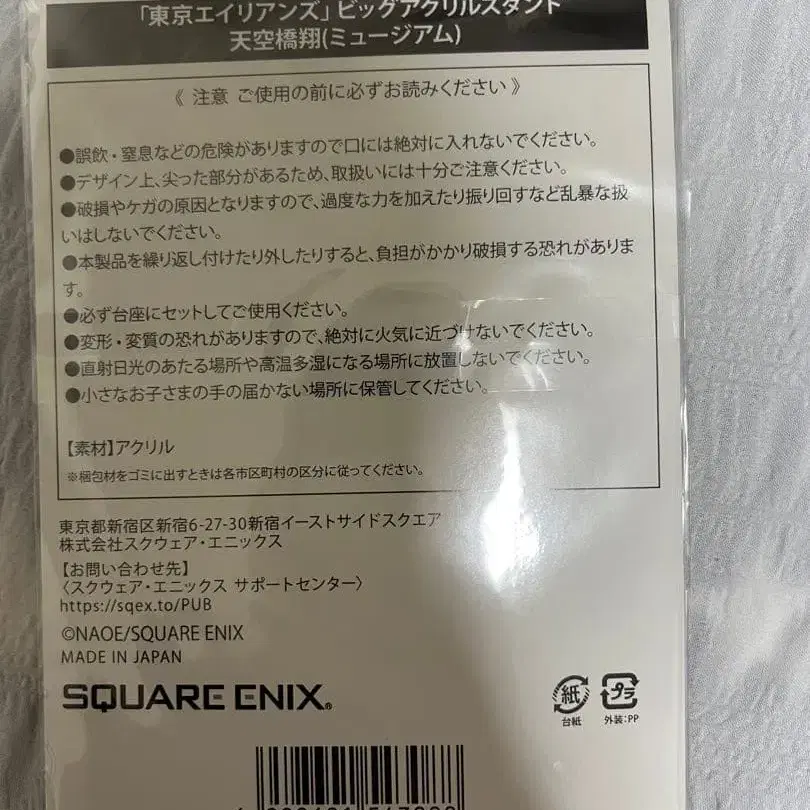 「東京エイリアンズ」ビッグアクリルスタンド
天空橋翔(ミュージアム)
《 注意 ご使用の前に必ずお読みください 》
●誤飲・窒息などの危険がありますので口には絶対に入れないでください。
●デザイン上、尖った部分があるため、取扱いには十分ご注意ください。
●破損やケガの原因となりますので、過度な力を加えたり振り回すなど乱暴な扱
いはしないでください。
●本製品を繰り返し付けたり外したりすると、負担がかかり破損する恐れがありま
す。
●必ず台座にセットしてご使用ください。
●変形・変質の恐れがありますので、絶対に火気に近づけないでください。
●直射日光のあたる場所や高温多湿になる場所に放置しないでください。
●小さなお子さまの手の届かない場所に保管してください。
【素材】アクリル
※梱包材をゴミに出すときは各市区町村の区分に従ってください。
東京都新宿区新宿6-27-30新宿イーストサイドスクエア
株式会社スクウェア・エニックス
【お問い合わせ先】
〈スクウェア・エニックス サポートセンター〉
https://sqex.to/PUB
©NAOE/SQUARE ENIX
MADE IN JAPAN
SQUARE ENIX®
紙 プラ
台紙 外装:PP